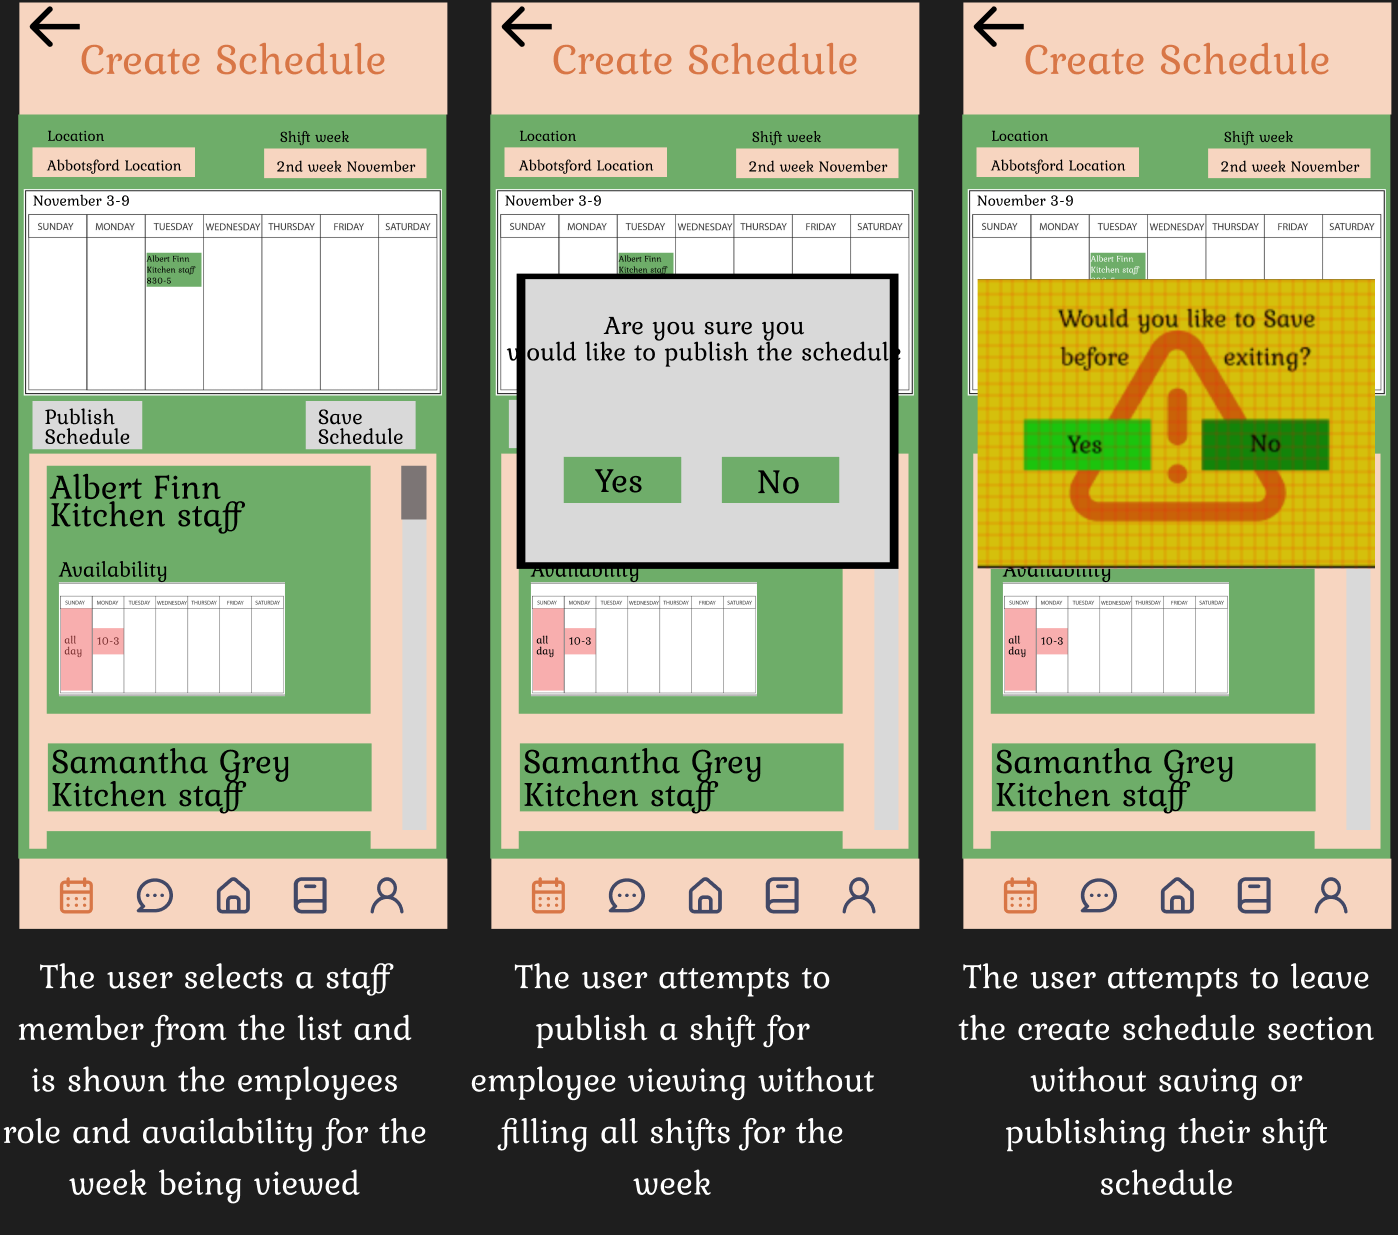 Create Schedule
Location
Shift week
Abbotsford Location
2nd week November
November 3-9
SUNDAY MONDAY TUESDAY WEDNESDAY THURSDAY FRIDAY SATURDAY
Albert Finn
Kitchen staff
830-5
Publish
Schedule
Save
Schedule
Albert Finn
Kitchen staff
Availability
SUNDAY MONDAY TUESDAY WEDNESDAY THURSDAY FRIDAY SATURDAY
all
day
10-3
Samantha Grey
Kitchen staff
The user selects a staff
member from the list and
is shown the employees
role and availability for the
week being viewed
Create Schedule
Location
Shift week
Abbotsford Location
2nd week November
November 3-9
SUNDAY MONDAY TUESDAY WEDNESDAY THURSDAY FRIDAY SATURDAY
Albert Finn
Kitchen staff
Are you sure you
would like to publish the schedule
Yes
No
Availability
SUNDAY MONDAY TUESDAY WEDNESDAY THURSDAY FRIDAY SATURDAY
all
day
10-3
Samantha Grey
Kitchen staff
The user attempts to
publish a shift for
employee viewing without
filling all shifts for the
week
Create Schedule
Location
Shift week
Abbotsford Location
2nd week November
November 3-9
SUNDAY MONDAY TUESDAY WEDNESDAY THURSDAY FRIDAY SATURDAY
Albert Finn
Kitchen staff
Would you like to Save
before exiting?
Yes
No
Availability
SUNDAY MONDAY TUESDAY WEDNESDAY THURSDAY FRIDAY SATURDAY
all
day
10-3
Samantha Grey
Kitchen staff
The user attempts to leave
the create schedule section
without saving or
publishing their shift
schedule